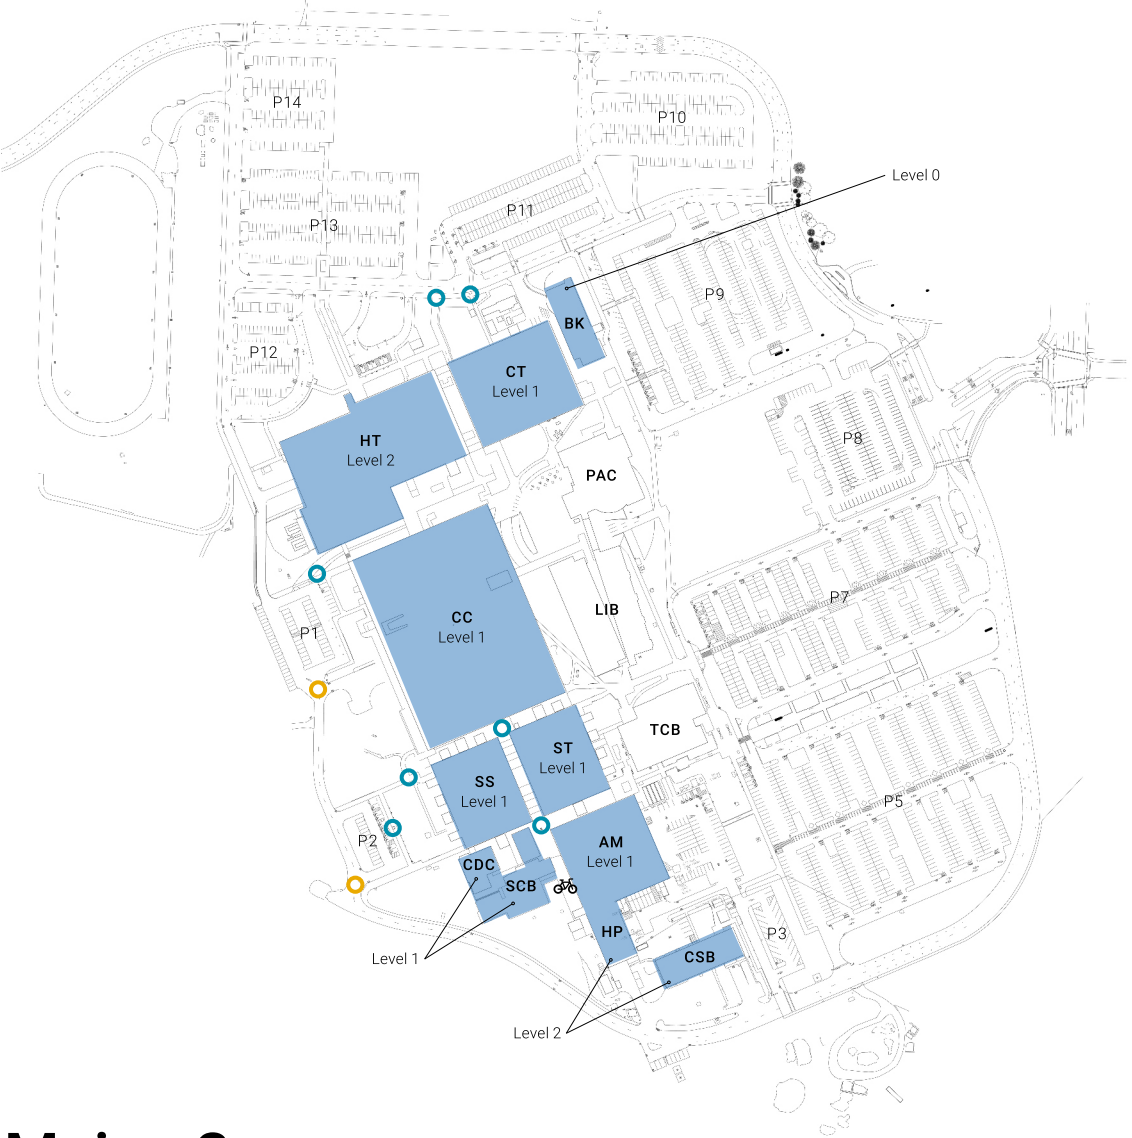 P14
P10
Level 0
P11
P13
P9
BK
P12
CT
Level 1
HT
Level 2
P8
PAC
P7
LIB
CC
Level 1
P1
TCB
ST
Level 1
SS
Level 1
P5
P2
AM
Level 1
CDC
SCB
HP
P3
CSB
Level 1
Level 2